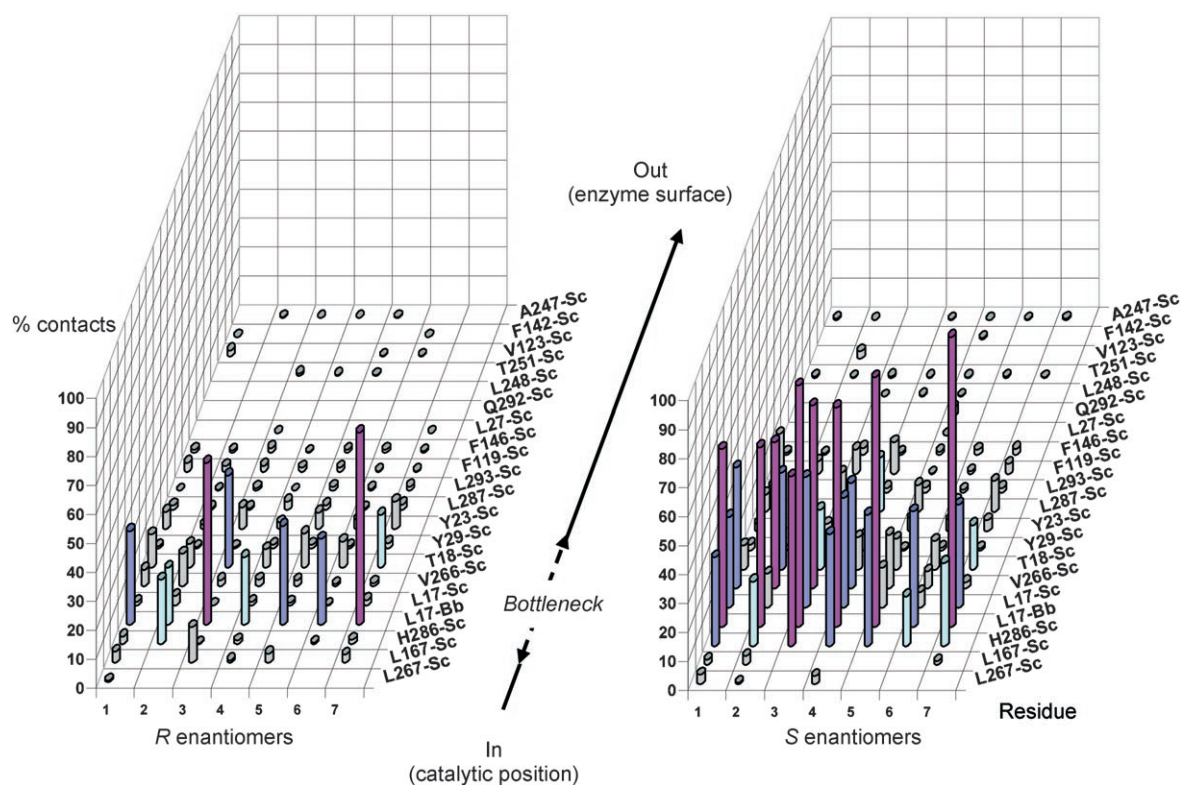 % contacts
100
90
80
70
60
50
40
30
20
10
0
1 2 3 4 5 6 7
R enantiomers
A247-Sc
F142-Sc
V123-Sc
T251-Sc
L248-Sc
Q292-Sc
L27-Sc
F146-Sc
F119-Sc
L293-Sc
L287-Sc
Y23-Sc
Y29-Sc
T18-Sc
V266-Sc
L17-Sc
L17-Bb
H286-Sc
L167-Sc
L267-Sc
Out
(enzyme surface)
Bottleneck
In
(catalytic position)
100
90
80
70
60
50
40
30
20
10
0
1 2 3 4 5 6 7
S enantiomers
A247-Sc
F142-Sc
V123-Sc
T251-Sc
L248-Sc
Q292-Sc
L27-Sc
F146-Sc
F119-Sc
L293-Sc
L287-Sc
Y23-Sc
Y29-Sc
T18-Sc
V266-Sc
L17-Sc
L17-Bb
H286-Sc
L167-Sc
L267-Sc
Residue